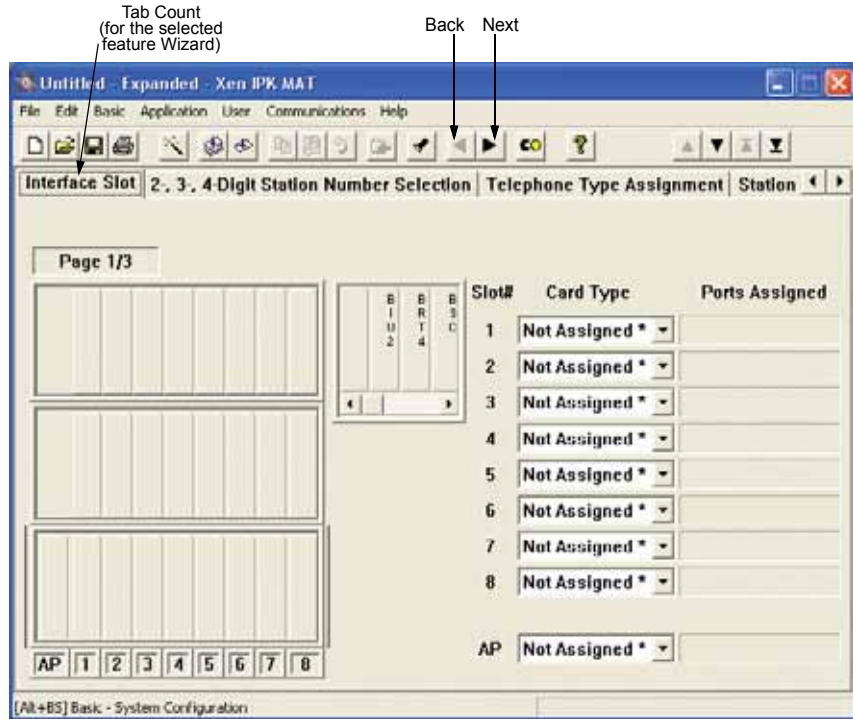 Tab Count
(for the selected
feature Wizard)
Back Next
Untitled - Expanded - Xen IPK MAT
File Edit Basic Application User Communications Help
Interface Slot 2-, 3-, 4-Digit Station Number Selection Telephone Type Assignment Station
Page 1/3
BIU2 BRT4 BSC
Slot# Card Type Ports Assigned
1 Not Assigned *
2 Not Assigned *
3 Not Assigned *
4 Not Assigned *
5 Not Assigned *
6 Not Assigned *
7 Not Assigned *
8 Not Assigned *
AP Not Assigned *
AP 1 2 3 4 5 6 7 8
[Alt+BS] Basic - System Configuration